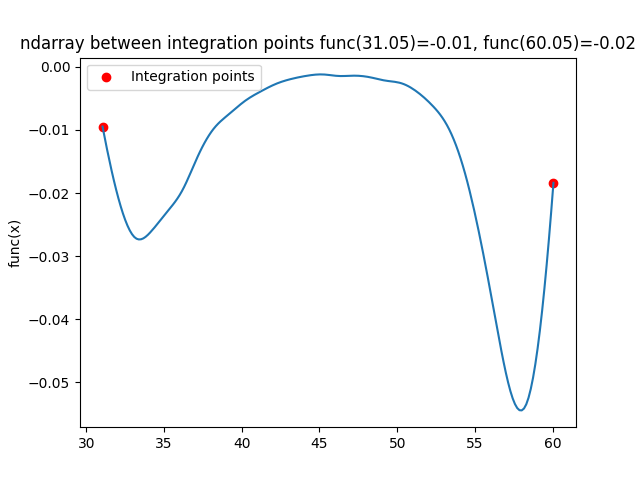 ndarray between integration points func(31.05)=-0.01, func(60.05)=-0.02
Integration points
func(x)
0.00
−0.01
−0.02
−0.03
−0.04
−0.05
30 35 40 45 50 55 60